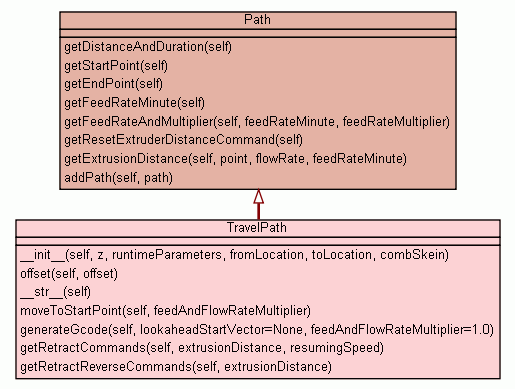 Path
getDistanceAndDuration(self)
getStartPoint(self)
getEndPoint(self)
getFeedRateMinute(self)
getFeedRateAndMultiplier(self, feedRateMinute, feedRateMultiplier)
getResetExtruderDistanceCommand(self)
getExtrusionDistance(self, point, flowRate, feedRateMinute)
addPath(self, path)
TravelPath
__init__(self, z, runtimeParameters, fromLocation, toLocation, combSkein)
offset(self, offset)
__str__(self)
moveToStartPoint(self, feedAndFlowRateMultiplier)
generateGcode(self, lookaheadStartVector=None, feedAndFlowRateMultiplier=1.0)
getRetractCommands(self, extrusionDistance, resumingSpeed)
getRetractReverseCommands(self, extrusionDistance)